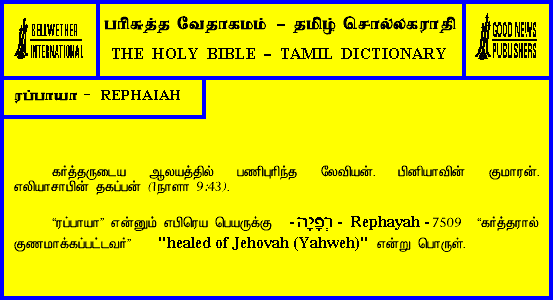 BELLWETHER
INTERNATIONAL
பரிசுத்த வேதாகமம் – தமிழ் சொல்லகராதி
THE HOLY BIBLE – TAMIL DICTIONARY
GOOD NEWS
PUBLISHERS
ரப்பாயா – REPHAIAH
கர்த்தருடைய ஆலயத்தில் பணிபுரிந்த லேவியன். பினியாவின் குமாரன்.
எலியாசாபின் தகப்பன் (1நாளா 9:43).
“ரப்பாயா” என்னும் எபிரெய பெயருக்கு -רְפָיָה - Rephayah -7509 “கர்த்தரால்
குணமாக்கப்பட்டவர்” "healed of Jehovah (Yahweh)" என்று பொருள்.